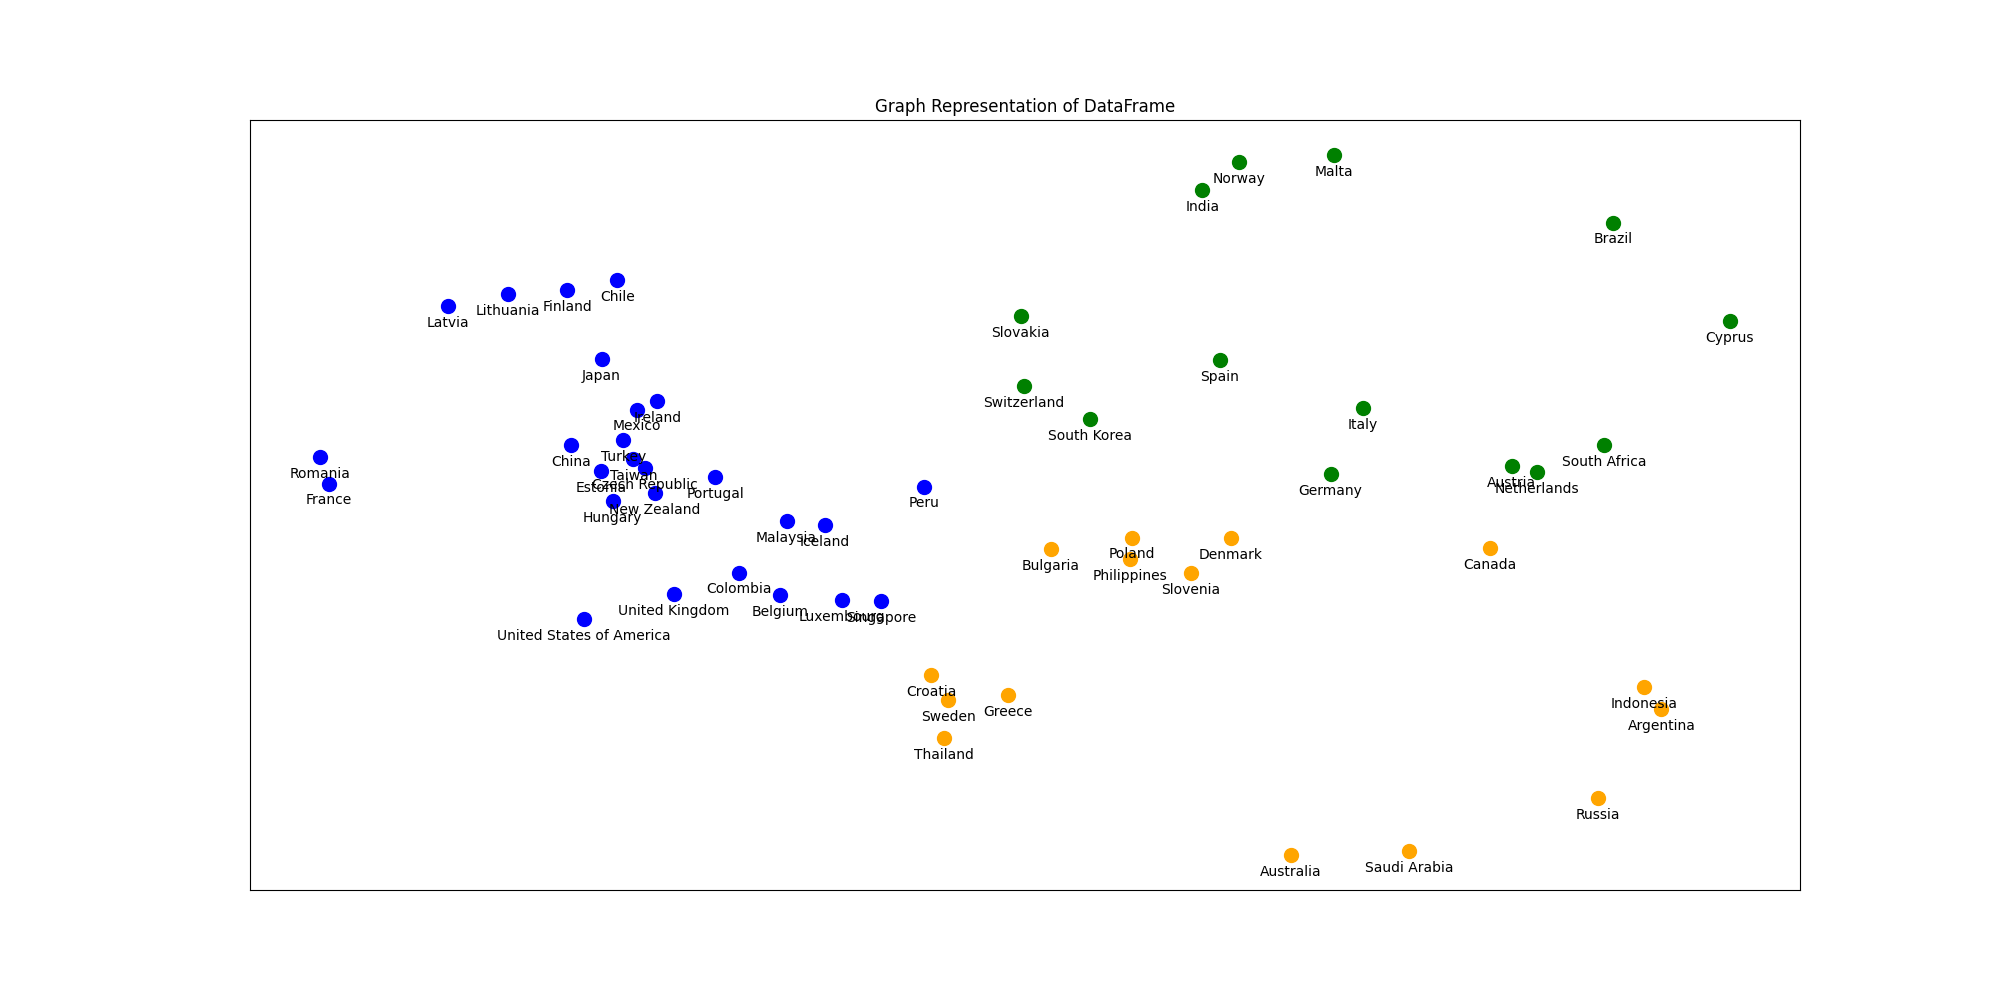 Graph Representation of DataFrame
Malta
Norway
India
Brazil
Chile
Finland
Lithuania
Latvia
Slovakia
Cyprus
Japan
Spain
Switzerland
Ireland
Mexico
Italy
South Korea
Turkey
China
South Africa
Romania
Taiwan
Austria
Czech Republic
Estonia
Netherlands
Portugal
Germany
France
Peru
New Zealand
Hungary
Malaysia
Iceland
Poland
Denmark
Bulgaria
Canada
Philippines
Colombia
Slovenia
United Kingdom
Belgium
Luxembourg
Singapore
United States of America
Croatia
Indonesia
Greece
Sweden
Argentina
Thailand
Russia
Saudi Arabia
Australia